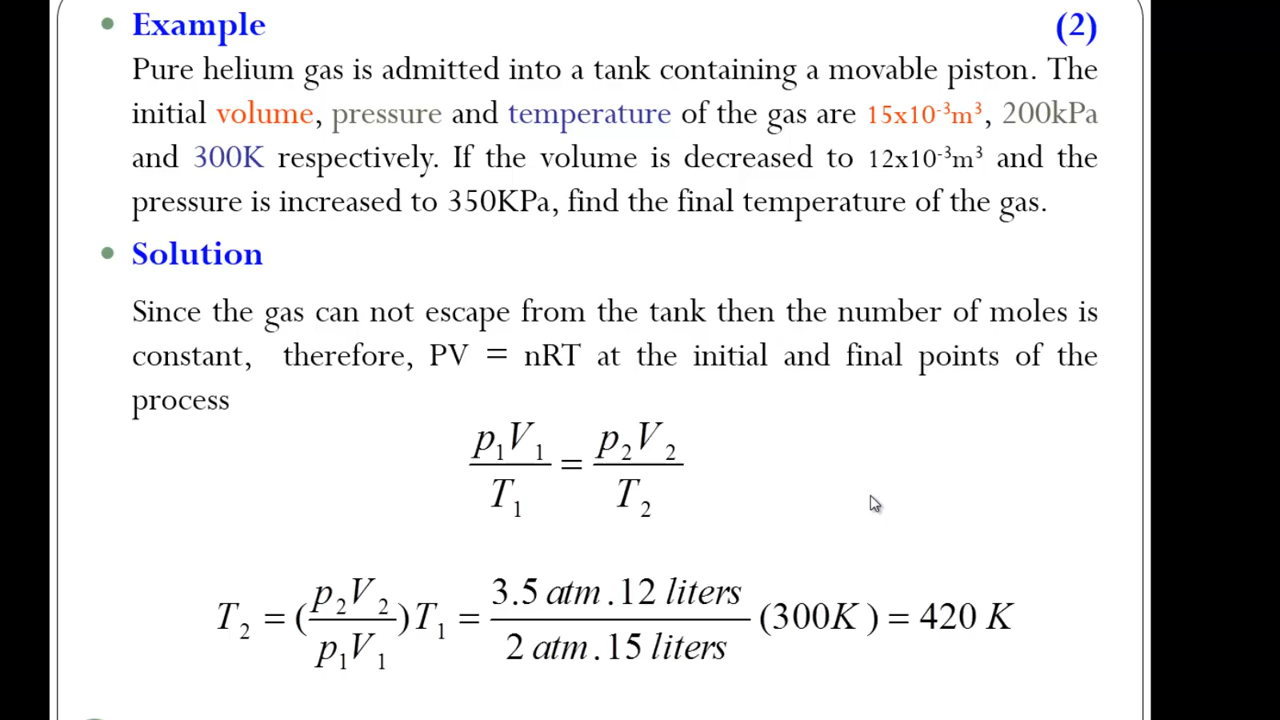 • Example (2)
Pure helium gas is admitted into a tank containing a movable piston. The
initial volume, pressure and temperature of the gas are 15x10⁻³m³, 200kPa
and 300K respectively. If the volume is decreased to 12x10⁻³m³ and the
pressure is increased to 350KPa, find the final temperature of the gas.
• Solution
Since the gas can not escape from the tank then the number of moles is
constant, therefore, PV = nRT at the initial and final points of the
process
p₁V₁/T₁ = p₂V₂/T₂
T₂ = (p₂V₂/p₁V₁)T₁ = 3.5 atm.12 liters/2 atm.15 liters (300K) = 420 K